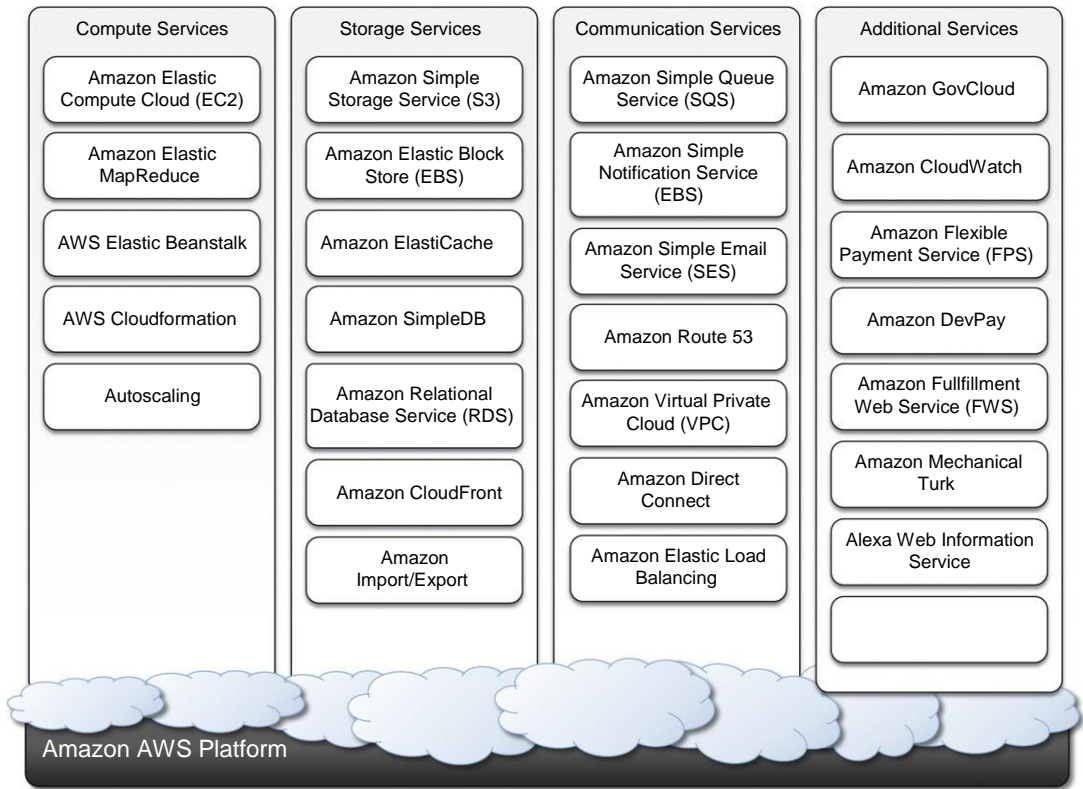 Compute Services
Amazon Elastic
Compute Cloud (EC2)
Amazon Elastic
MapReduce
AWS Elastic Beanstalk
AWS Cloudformation
Autoscaling
Storage Services
Amazon Simple
Storage Service (S3)
Amazon Elastic Block
Store (EBS)
Amazon ElastiCache
Amazon SimpleDB
Amazon Relational
Database Service (RDS)
Amazon CloudFront
Amazon
Import/Export
Communication Services
Amazon Simple Queue
Service (SQS)
Amazon Simple
Notification Service
(EBS)
Amazon Simple Email
Service (SES)
Amazon Route 53
Amazon Virtual Private
Cloud (VPC)
Amazon Direct
Connect
Amazon Elastic Load
Balancing
Additional Services
Amazon GovCloud
Amazon CloudWatch
Amazon Flexible
Payment Service (FPS)
Amazon DevPay
Amazon Fullfillment
Web Service (FWS)
Amazon Mechanical
Turk
Alexa Web Information
Service
Amazon AWS Platform